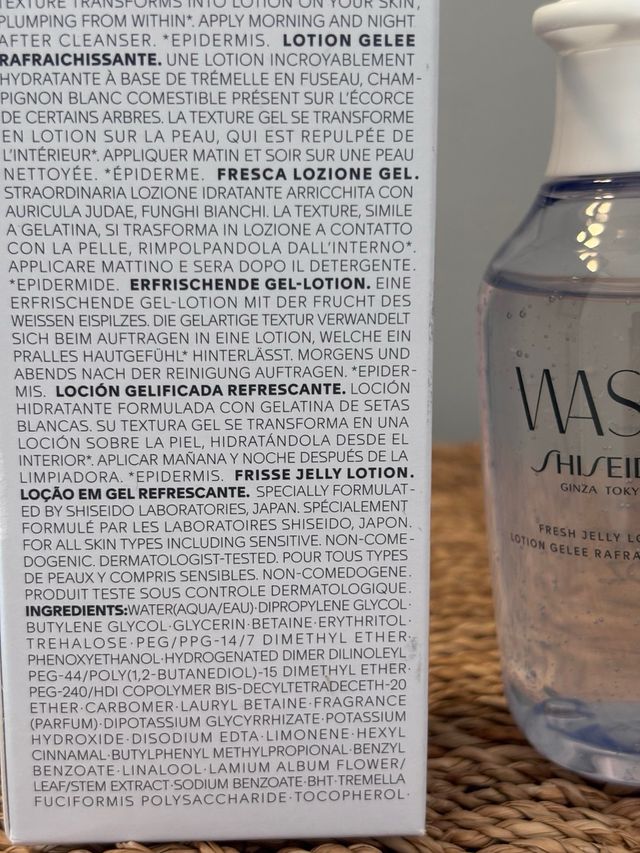 TEXTURE TRANSFORMS INTO LOTION ON YOUR SKIN,
PLUMPING FROM WITHIN*. APPLY MORNING AND NIGHT
AFTER CLEANSER. *EPIDERMIS. LOTION GELEE
RAFRAICHISSANTE. UNE LOTION INCROYABLEMENT
HYDRATANTE À BASE DE TRÉMELLE EN FUSEAU, CHAM-
PIGNON BLANC COMESTIBLE PRÉSENT SUR L'ÉCORCE
DE CERTAINS ARBRES. LA TEXTURE GEL SE TRANSFORME
EN LOTION SUR LA PEAU, QUI EST REPULPÉE DE
L'INTÉRIEUR*. APPLIQUER MATIN ET SOIR SUR UNE PEAU
NETTOYÉE. *ÉPIDERME. FRESCA LOZIONE GEL.
STRAORDINARIA LOZIONE IDRATANTE ARRICCHITA CON
AURICULA JUDAE, FUNGHI BIANCHI. LA TEXTURE, SIMILE
A GELATINA, SI TRASFORMA IN LOZIONE A CONTATTO
CON LA PELLE, RIMPOLPANDOLA DALL'INTERNO*.
APPLICARE MATTINO E SERA DOPO IL DETERGENTE.
*EPIDERMIDE. ERFRISCHENDE GEL-LOTION. EINE
ERFRISCHENDE GEL-LOTION MIT DER FRUCHT DES
WEISSEN EISPILZES. DIE GELARTIGE TEXTUR VERWANDELT
SICH BEIM AUFTRAGEN IN EINE LOTION, WELCHE EIN
PRALLES HAUTGEFÜHL* HINTERLÄSST. MORGENS UND
ABENDS NACH DER REINIGUNG AUFTRAGEN. *EPIDER-
MIS. LOCIÓN GELIFICADA REFRESCANTE. LOCIÓN
HIDRATANTE FORMULADA CON GELATINA DE SETAS
BLANCAS. SU TEXTURA GEL SE TRANSFORMA EN UNA
LOCIÓN SOBRE LA PIEL, HIDRATÁNDOLA DESDE EL
INTERIOR*. APLICAR MAÑANA Y NOCHE DESPUÉS DE LA
LIMPIADORA. *EPIDERMIS. FRISSE JELLY LOTION.
LOÇÃO EM GEL REFRESCANTE. SPECIALLY FORMULAT-
ED BY SHISEIDO LABORATORIES, JAPAN. SPÉCIALEMENT
FORMULÉ PAR LES LABORATOIRES SHISEIDO, JAPON.
FOR ALL SKIN TYPES INCLUDING SENSITIVE. NON-COME-
DOGENIC. DERMATOLOGIST-TESTED. POUR TOUS TYPES
DE PEAUX Y COMPRIS SENSIBLES. NON-COMEDOGENE.
PRODUIT TESTE SOUS CONTROLE DERMATOLOGIQUE.
INGREDIENTS:WATER(AQUA/EAU)·DIPROPYLENE GLYCOL·
BUTYLENE GLYCOL·GLYCERIN·BETAINE·ERYTHRITOL·
TREHALOSE·PEG/PPG-14/7 DIMETHYL ETHER·
PHENOXYETHANOL·HYDROGENATED DIMER DILINOLEYL
PEG-44/POLY(1,2-BUTANEDIOL)-15 DIMETHYL ETHER·
PEG-240/HDI COPOLYMER BIS-DECYLTETRADECETH-20
ETHER·CARBOMER·LAURYL BETAINE·FRAGRANCE
(PARFUM)·DIPOTASSIUM GLYCYRRHIZATE·POTASSIUM
HYDROXIDE·DISODIUM EDTA·LIMONENE·HEXYL
CINNAMAL·BUTYLPHENYL METHYLPROPIONAL·BENZYL
BENZOATE·LINALOOL·LAMIUM ALBUM FLOWER/
LEAF/STEM EXTRACT·SODIUM BENZOATE·BHT·TREMELLA
FUCIFORMIS POLYSACCHARIDE·TOCOPHEROL·
WAS
SHISEID
GINZA TOKY
FRESH JELLY LO
LOTION GELEE RAFRA